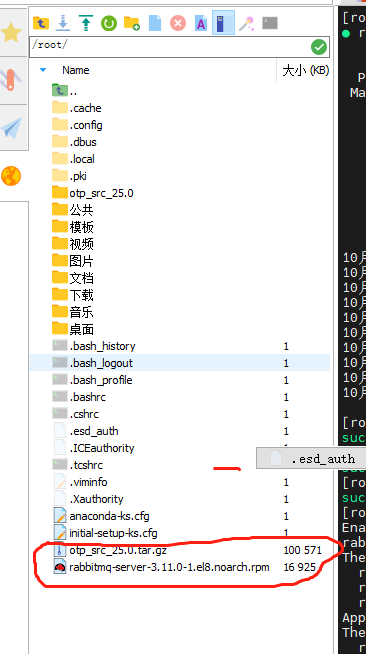 /root/
Name 大小 (KB)
..
.cache
.config
.dbus
.local
.pki
otp_src_25.0
公共
模板
视频
图片
文档
下载
音乐
桌面
.bash_history 1
.bash_logout 1
.bash_profile 1
.bashrc 1
.cshrc 1
.esd_auth 1
.ICEauthority 1
.tcshrc 1
.viminfo 1
.Xauthority 1
anaconda-ks.cfg 1
initial-setup-ks.cfg 1
otp_src_25.0.tar.gz 100 571
rabbitmq-server-3.11.0-1.el8.noarch.rpm 16 925
.esd_auth
[ro
● r
P
Ma
10月
10月
10月
10月
10月
10月
10月
10月
10月
10月
[ro
suc
[ro
suc
[ro
Ena
rab
The
r
r
r
App
The
r